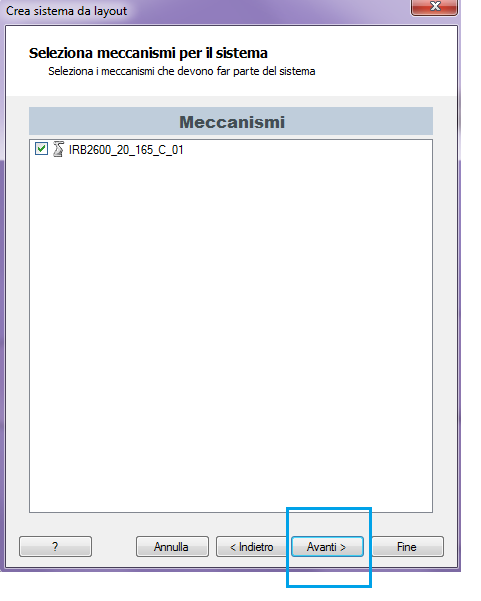 Crea sistema da layout
Seleziona meccanismi per il sistema
Seleziona i meccanismi che devono far parte del sistema
Meccanismi
IRB2600_20_165_C_01
? Annulla < Indietro Avanti > Fine